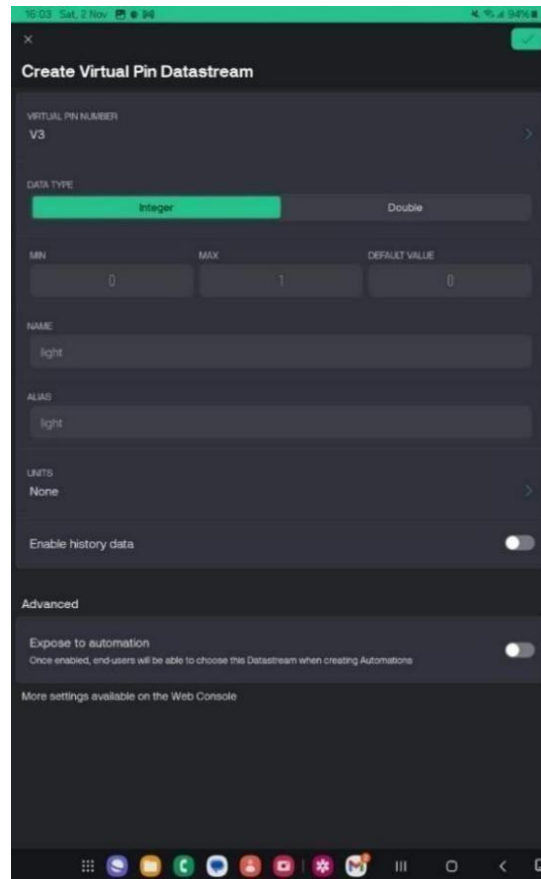 16:03 Sat, 2 Nov 94%
Create Virtual Pin Datastream
VIRTUAL PIN NUMBER
V3
DATA TYPE
Integer Double
MIN MAX DEFAULT VALUE
0 1 0
NAME
light
ALIAS
light
UNITS
None
Enable history data
Advanced
Expose to automation
Once enabled, end-users will be able to choose this Datastream when creating Automations
More settings available on the Web Console